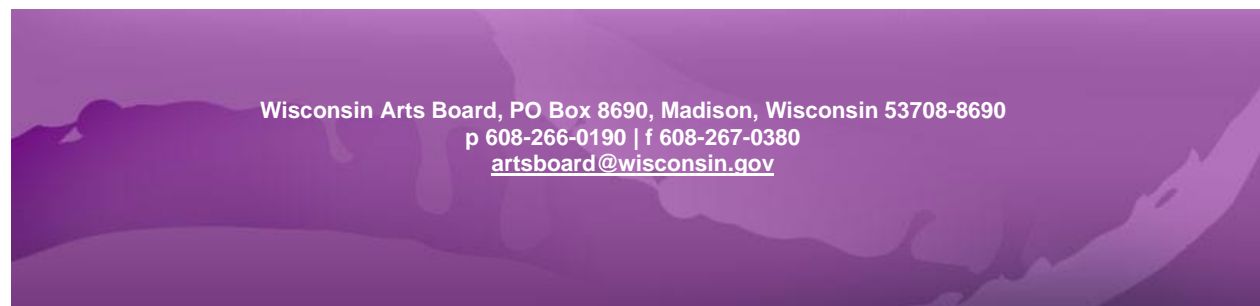 Wisconsin Arts Board, PO Box 8690, Madison, Wisconsin 53708-8690
p 608-266-0190 | f 608-267-0380
artsboard@wisconsin.gov